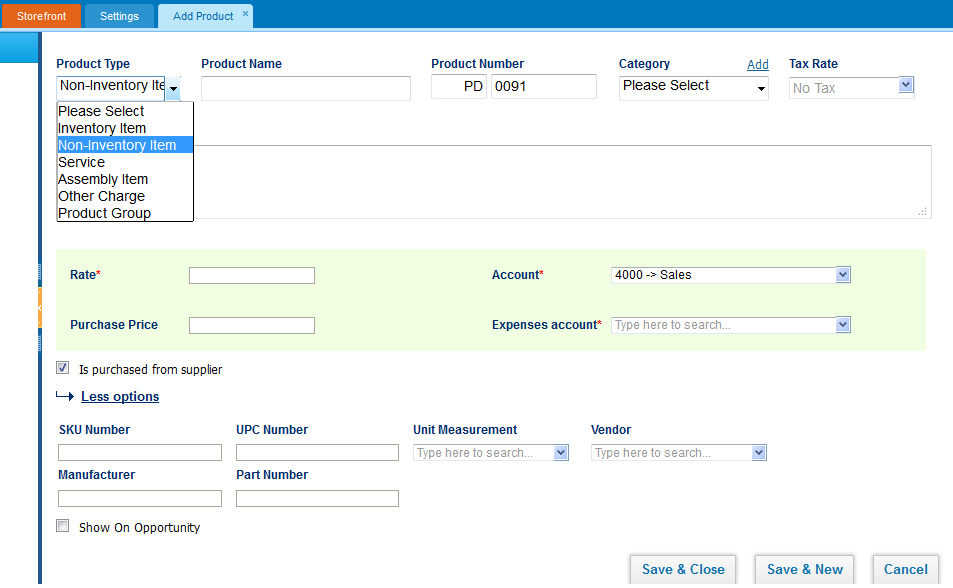 Storefront Settings Add Product ×
Product Type Product Name Product Number Category Add Tax Rate
Non-Inventory Ite PD 0091 Please Select No Tax
Please Select
Inventory Item
Non-Inventory Item
Service
Assembly Item
Other Charge
Product Group
Rate* Account* 4000 -> Sales
Purchase Price Expenses account* Type here to search...
Is purchased from supplier
Less options
SKU Number UPC Number Unit Measurement Vendor
Type here to search... Type here to search...
Manufacturer Part Number
Show On Opportunity
Save & Close Save & New Cancel